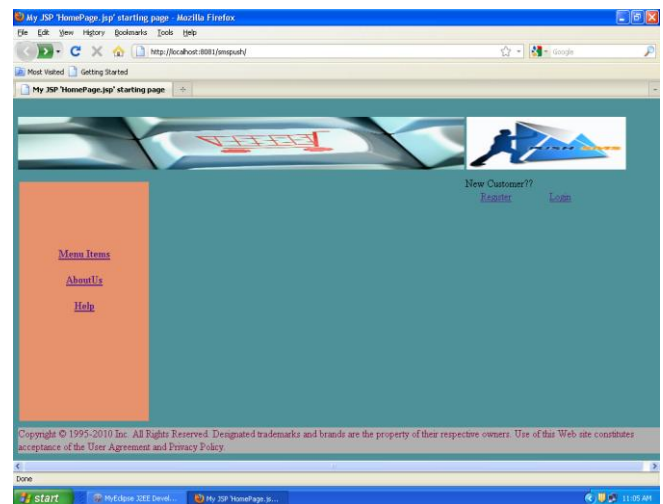 My JSP 'HomePage.jsp' starting page - Mozilla Firefox
File Edit View History Bookmarks Tools Help
http://localhost:8081/smspush/
Google
Most Visited Getting Started
My JSP 'HomePage.jsp' starting page
PUSH SMS
New Customer??
Register Login
Menu Items
AboutUs
Help
Copyright © 1995-2010 Inc. All Rights Reserved. Designated trademarks and brands are the property of their respective owners. Use of this Web site constitutes
acceptance of the User Agreement and Privacy Policy.
Done
start MyEclipse J2EE Devel... My JSP 'HomePage.js... 11:05 AM